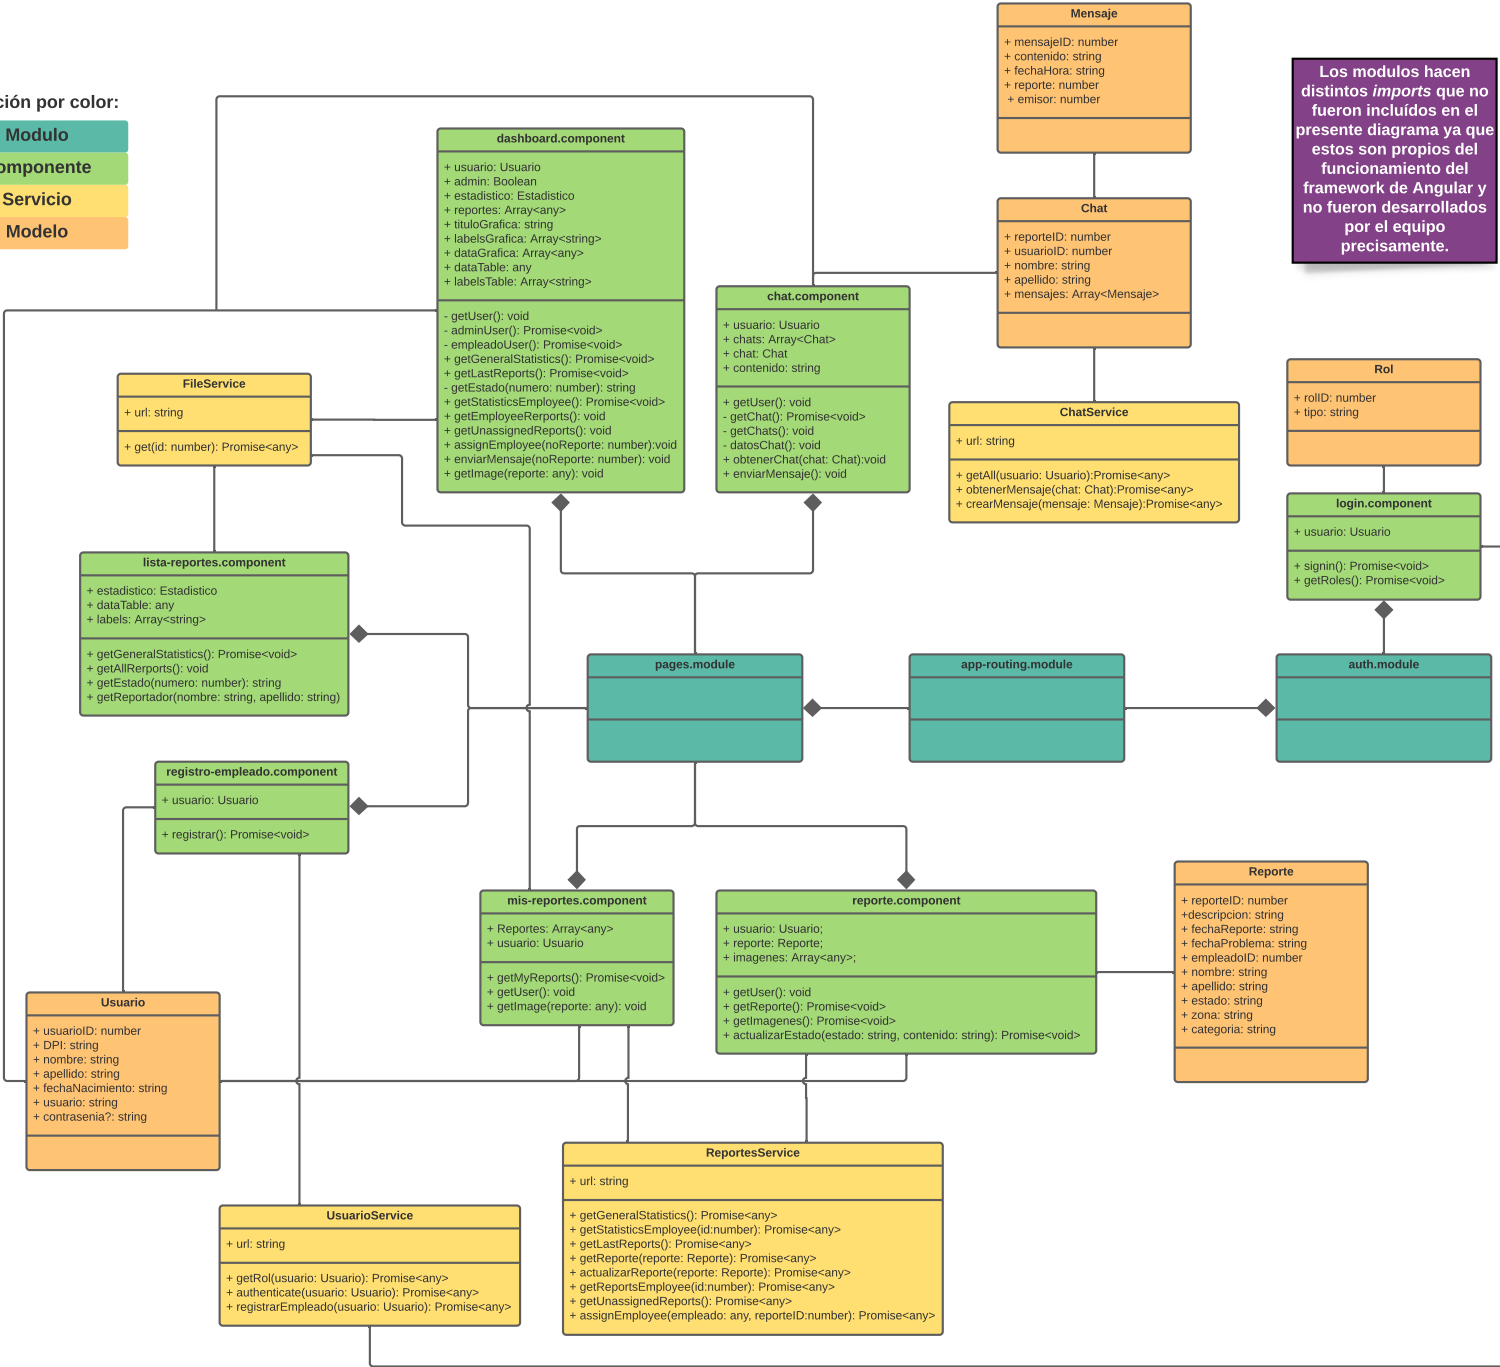 ción por color:
Modulo
omponente
Servicio
Modelo
Mensaje
+ mensajeID: number
+ contenido: string
+ fechaHora: string
+ reporte: number
+ emisor: number
Los modulos hacen
distintos imports que no
fueron incluídos en el
presente diagrama ya que
estos son propios del
funcionamiento del
framework de Angular y
no fueron desarrollados
por el equipo
precisamente.
dashboard.component
+ usuario: Usuario
+ admin: Boolean
+ estadistico: Estadistico
+ reportes: Array<any>
+ tituloGrafica: string
+ labelsGrafica: Array<string>
+ dataGrafica: Array<any>
+ dataTable: any
+ labelsTable: Array<string>
- getUser(): void
- adminUser(): Promise<void>
- empleadoUser(): Promise<void>
+ getGeneralStatistics(): Promise<void>
+ getLastReports(): Promise<void>
- getEstado(numero: number): string
+ getStatisticsEmployee(): Promise<void>
+ getEmployeeRerports(): void
+ getUnassignedReports(): void
+ assignEmployee(noReporte: number):void
+ enviarMensaje(noReporte: number): void
+ getImage(reporte: any): void
Chat
+ reporteID: number
+ usuarioID: number
+ nombre: string
+ apellido: string
+ mensajes: Array<Mensaje>
chat.component
+ usuario: Usuario
+ chats: Array<Chat>
+ chat: Chat
+ contenido: string
+ getUser(): void
- getChat(): Promise<void>
- getChats(): void
- datosChat(): void
+ obtenerChat(chat: Chat):void
+ enviarMensaje(): void
FileService
+ url: string
+ get(id: number): Promise<any>
ChatService
+ url: string
+ getAll(usuario: Usuario):Promise<any>
+ obtenerMensaje(chat: Chat):Promise<any>
+ crearMensaje(mensaje: Mensaje):Promise<any>
Rol
+ rolID: number
+ tipo: string
login.component
+ usuario: Usuario
+ signin(): Promise<void>
+ getRoles(): Promise<void>
lista-reportes.component
+ estadistico: Estadistico
+ dataTable: any
+ labels: Array<string>
+ getGeneralStatistics(): Promise<void>
+ getAllRerports(): void
+ getEstado(numero: number): string
+ getReportador(nombre: string, apellido: string)
pages.module
app-routing.module
auth.module
registro-empleado.component
+ usuario: Usuario
+ registrar(): Promise<void>
mis-reportes.component
+ Reportes: Array<any>
+ usuario: Usuario
+ getMyReports(): Promise<void>
+ getUser(): void
+ getImage(reporte: any): void
reporte.component
+ usuario: Usuario;
+ reporte: Reporte;
+ imagenes: Array<any>;
+ getUser(): void
+ getReporte(): Promise<void>
+ getImagenes(): Promise<void>
+ actualizarEstado(estado: string, contenido: string): Promise<void>
Reporte
+ reporteID: number
+descripcion: string
+ fechaReporte: string
+ fechaProblema: string
+ empleadoID: number
+ nombre: string
+ apellido: string
+ estado: string
+ zona: string
+ categoria: string
Usuario
+ usuarioID: number
+ DPI: string
+ nombre: string
+ apellido: string
+ fechaNacimiento: string
+ usuario: string
+ contrasenia?: string
ReportesService
+ url: string
+ getGeneralStatistics(): Promise<any>
+ getStatisticsEmployee(id:number): Promise<any>
+ getLastReports(): Promise<any>
+ getReporte(reporte: Reporte): Promise<any>
+ actualizarReporte(reporte: Reporte): Promise<any>
+ getReportsEmployee(id:number): Promise<any>
+ getUnassignedReports(): Promise<any>
+ assignEmployee(empleado: any, reporteID:number): Promise<any>
UsuarioService
+ url: string
+ getRol(usuario: Usuario): Promise<any>
+ authenticate(usuario: Usuario): Promise<any>
+ registrarEmpleado(usuario: Usuario): Promise<any>